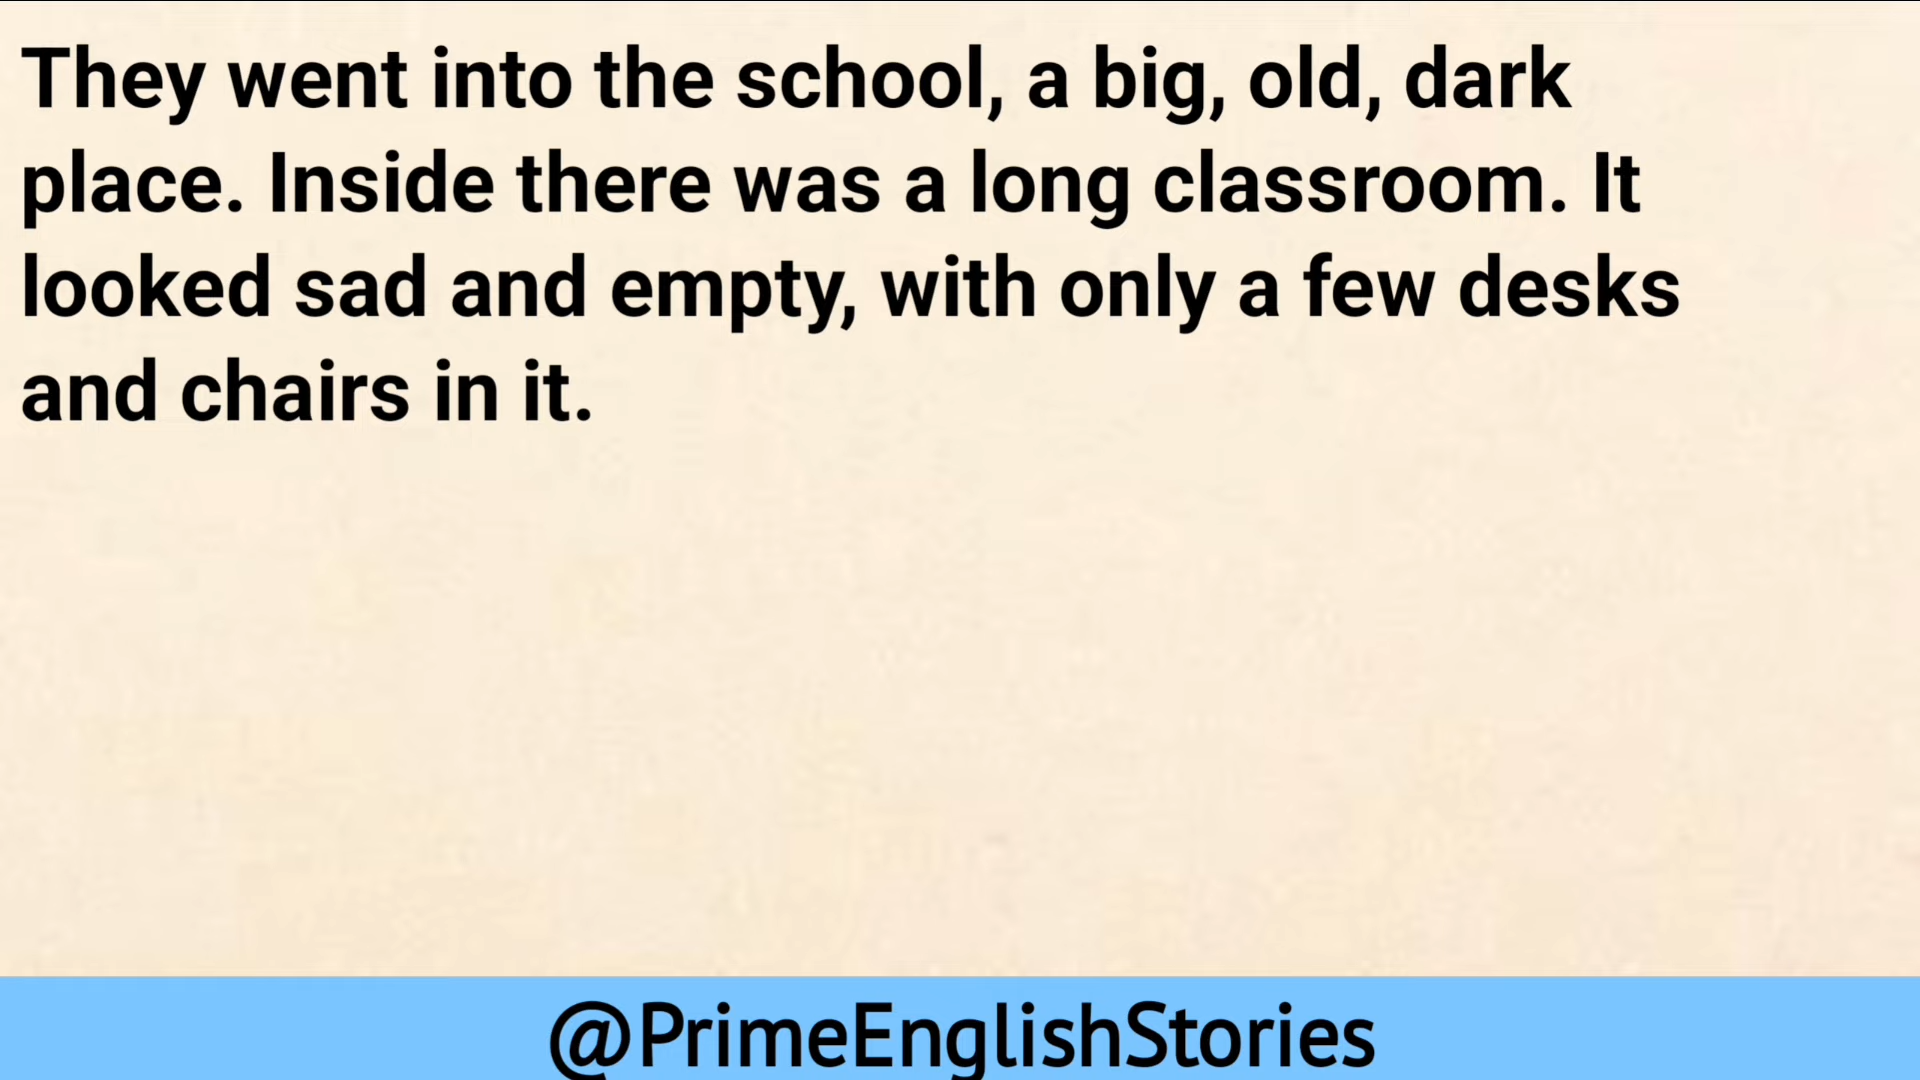 They went into the school, a big, old, dark
place. Inside there was a long classroom. It
looked sad and empty, with only a few desks
and chairs in it.
@PrimeEnglishStories